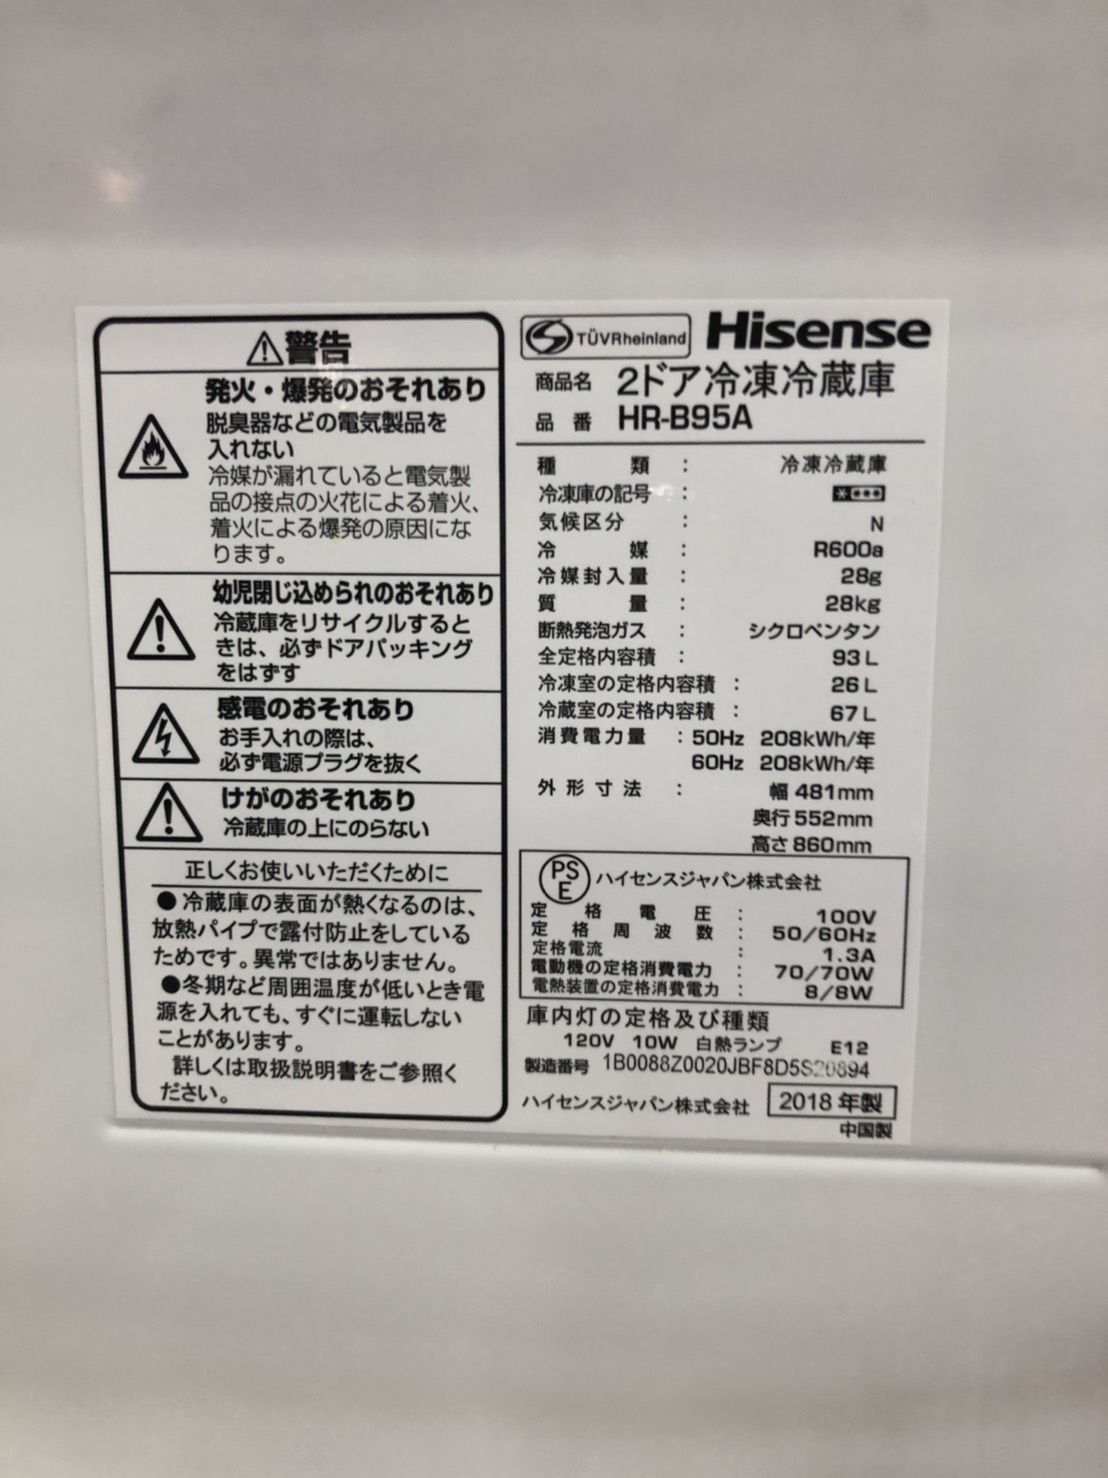 ⚠警告
発火・爆発のおそれあり
脱臭器などの電気製品を
入れない
冷媒が漏れていると電気製
品の接点の火花による着火、
着火による爆発の原因にな
ります。
幼児閉じ込められのおそれあり
冷蔵庫をリサイクルすると
きは、必ずドアパッキング
をはずす
感電のおそれあり
お手入れの際は、
必ず電源プラグを抜く
けがのおそれあり
冷蔵庫の上にのらない
正しくお使いいただくために
●冷蔵庫の表面が熱くなるのは、
放熱パイプで露付防止をしている
ためです。異常ではありません。
●冬期など周囲温度が低いとき電
源を入れても、すぐに運転しない
ことがあります。
詳しくは取扱説明書をご参照く
ださい。
TÜVRheinland Hisense
商品名 2ドア冷凍冷蔵庫
品番 HR-B95A
種類：冷凍冷蔵庫
冷凍庫の記号：
気候区分：N
冷媒：R600a
冷媒封入量：28g
質量：28kg
断熱発泡ガス：シクロペンタン
全定格内容積：93L
冷凍室の定格内容積：26L
冷蔵室の定格内容積：67L
消費電力量：50Hz 208kWh/年
60Hz 208kWh/年
外形寸法：幅 481mm
奥行 552mm
高さ 860mm
PSE ハイセンスジャパン株式会社
定格電圧：100V
定格周波数：50/60Hz
定格電流：1.3A
電動機の定格消費電力：70/70W
電熱装置の定格消費電力：8/8W
庫内灯の定格及び種類
120V 10W 白熱ランプ E12
製造番号 1B0088Z0020JBF8D5S20894
ハイセンスジャパン株式会社 2018年製
中国製